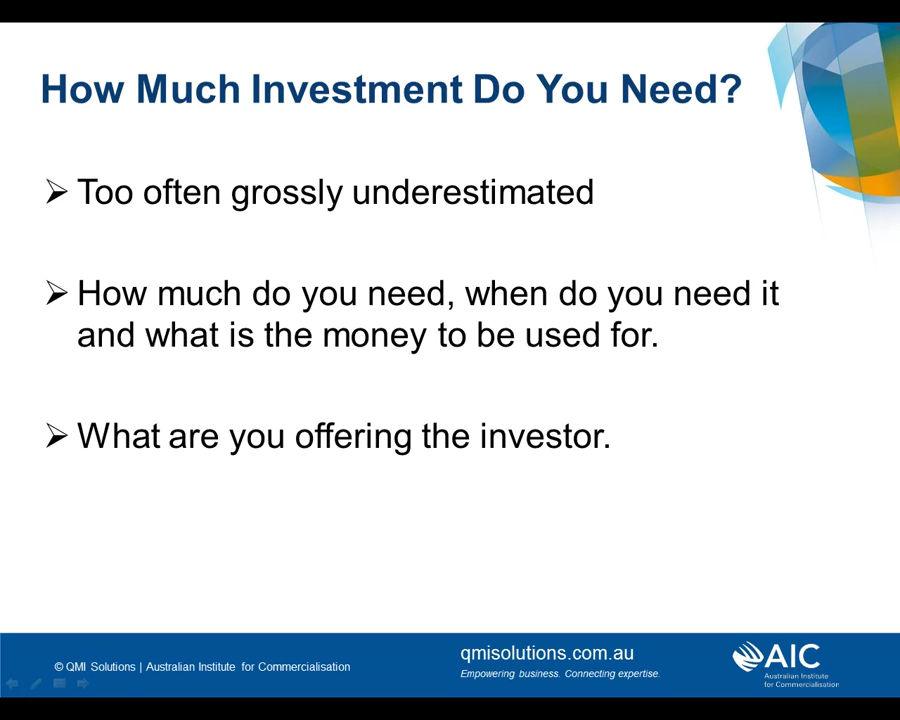 How Much Investment Do You Need?
➢ Too often grossly underestimated
➢ How much do you need, when do you need it
and what is the money to be used for.
➢ What are you offering the investor.
© QMI Solutions | Australian Institute for Commercialisation
qmisolutions.com.au
Empowering business. Connecting expertise.
AIC
Australian Institute
for Commercialisation